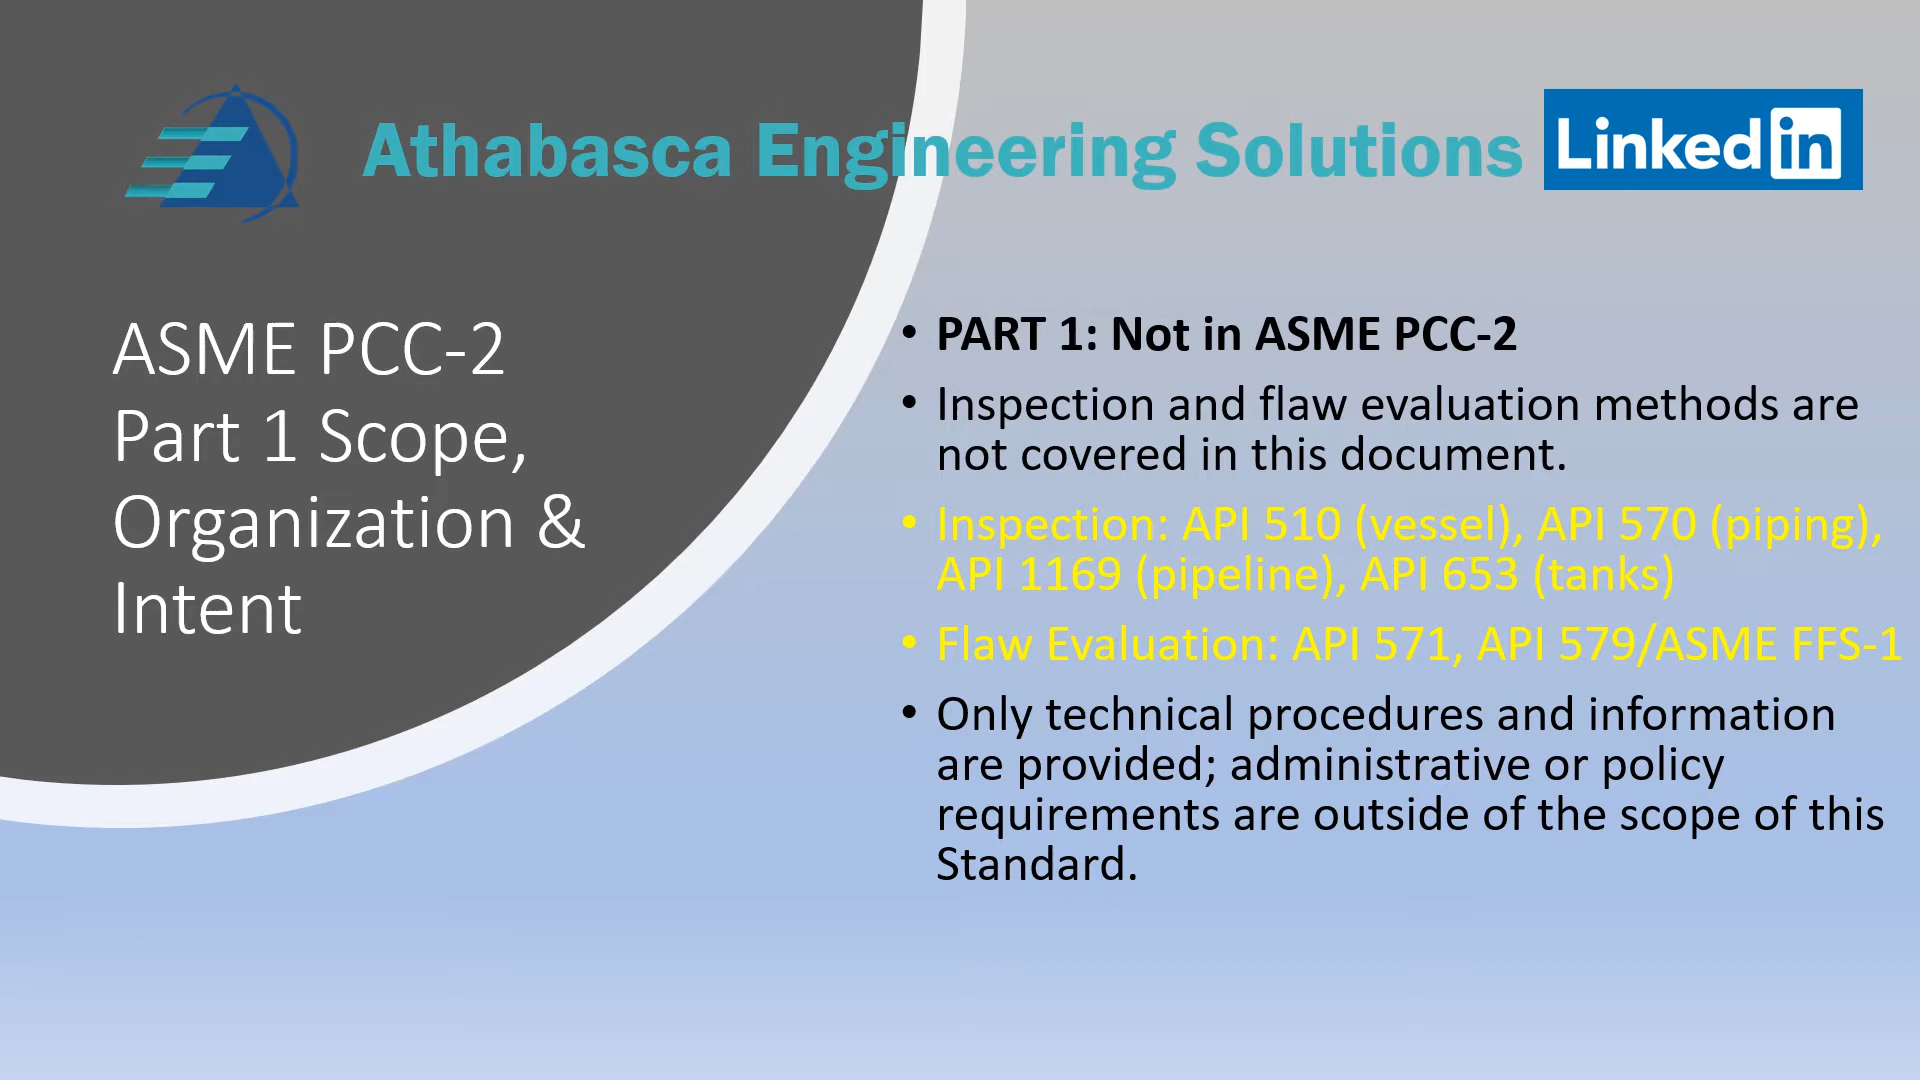 Athabasca Engineering Solutions
Linked in
ASME PCC-2
Part 1 Scope,
Organization &
Intent
• PART 1: Not in ASME PCC-2
• Inspection and flaw evaluation methods are
not covered in this document.
• Inspection: API 510 (vessel), API 570 (piping),
API 1169 (pipeline), API 653 (tanks)
• Flaw Evaluation: API 571, API 579/ASME FFS-1
• Only technical procedures and information
are provided; administrative or policy
requirements are outside of the scope of this
Standard.